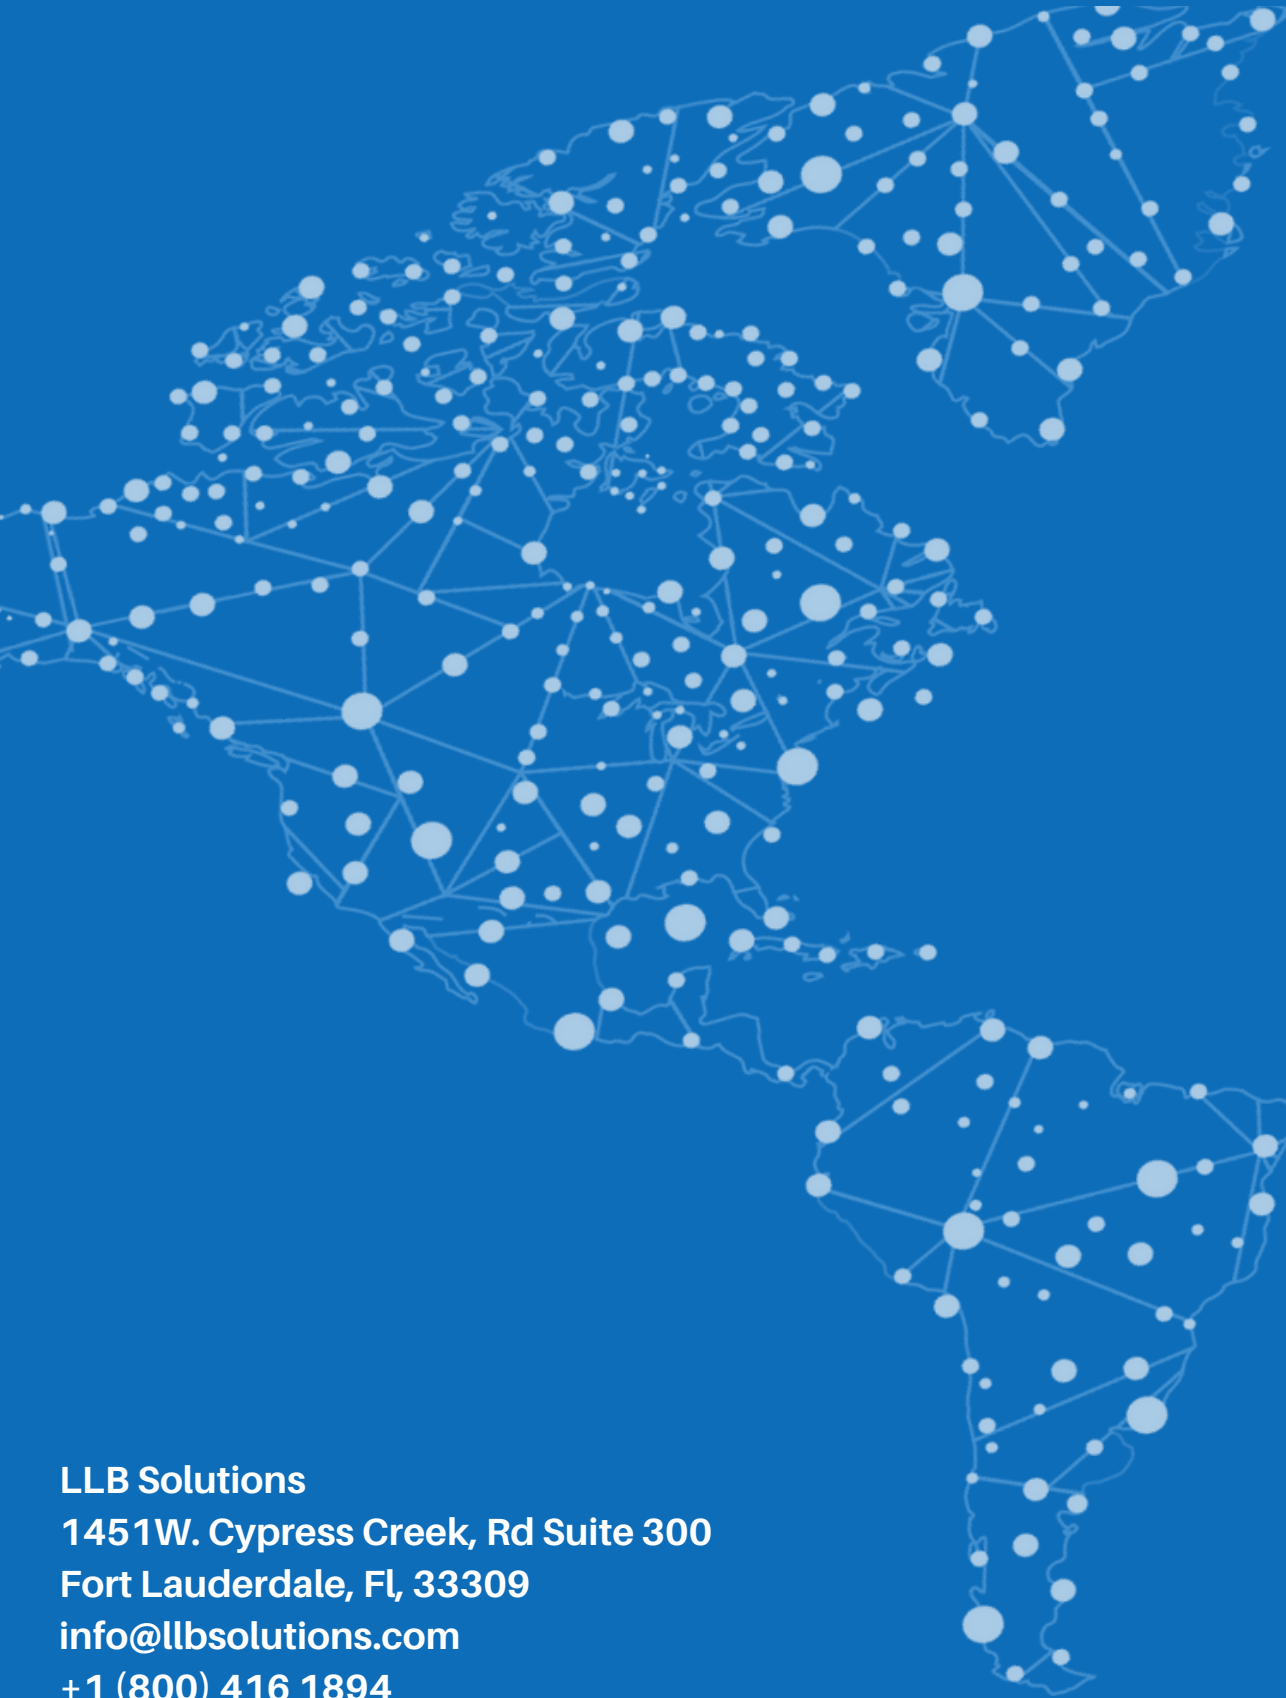 LLB Solutions
1451W. Cypress Creek, Rd Suite 300
Fort Lauderdale, Fl, 33309
info@llbsolutions.com
+1 (800) 416 1894